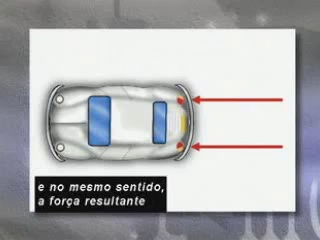 e no mesmo sentido,
a força resultante